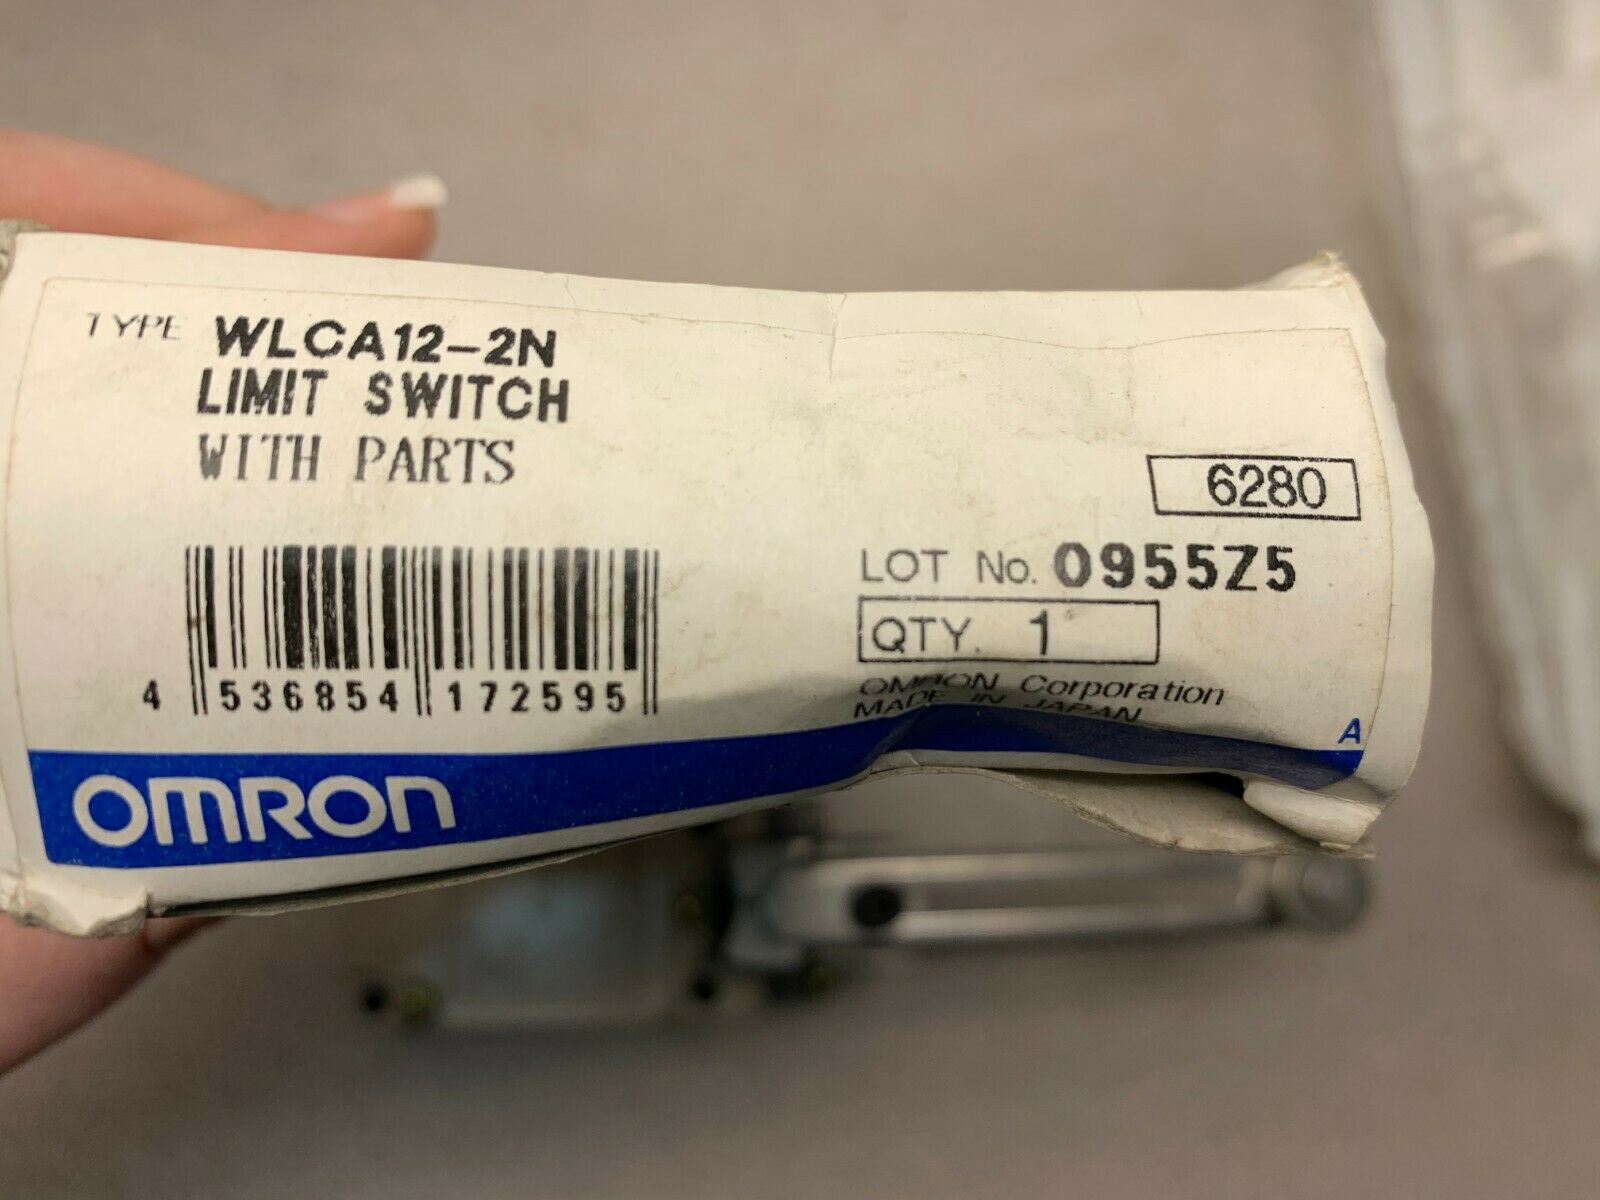 TYPE WLCA12-2N
LIMIT SWITCH
WITH PARTS
6280
LOT No. 0955Z5
QTY. 1
4 536854 172595
OMRON Corporation
MADE IN JAPAN
A
OMRON